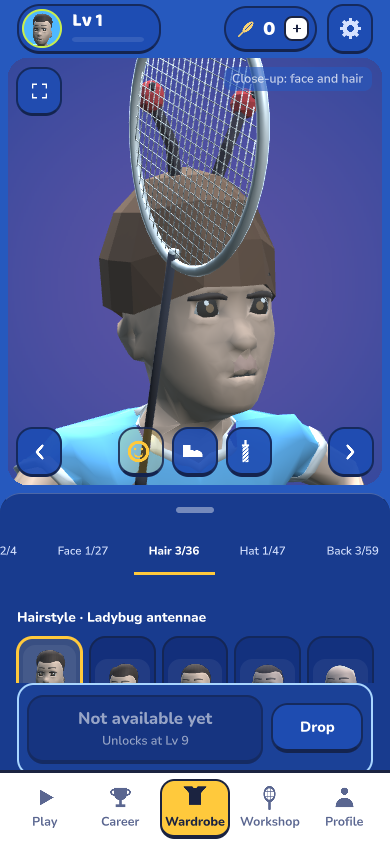 Lv 1
0
+
Close-up: face and hair
2/4
Face 1/27
Hair 3/36
Hat 1/47
Back 3/59
Hairstyle · Ladybug antennae
Not available yet
Unlocks at Lv 9
Drop
Play
Career
Wardrobe
Workshop
Profile